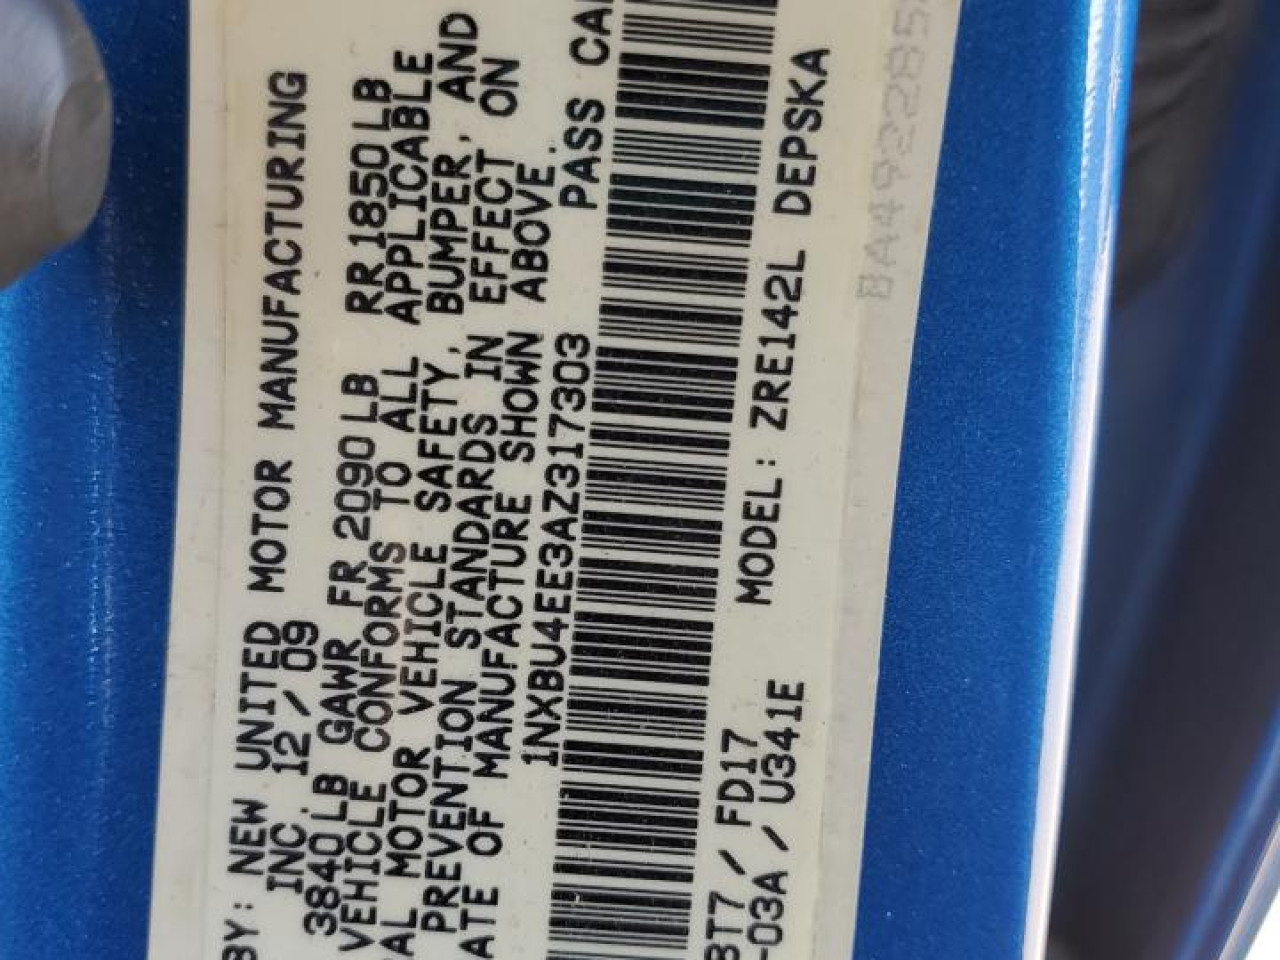 BY: NEW UNITED MOTOR MANUFACTURING
INC 12/09
3840LB GAWR FR 2090LB RR 1850LB
VEHICLE CONFORMS TO ALL APPLICABLE
AL MOTOR VEHICLE SAFETY, BUMPER, AND
PREVENTION STANDARDS IN EFFECT ON
ATE OF MANUFACTURE SHOWN ABOVE.
1NXBU4EE3AZ317303 PASS CA
BT7/FD17 MODEL: ZRE142L DEPSKA
-03A/U341E